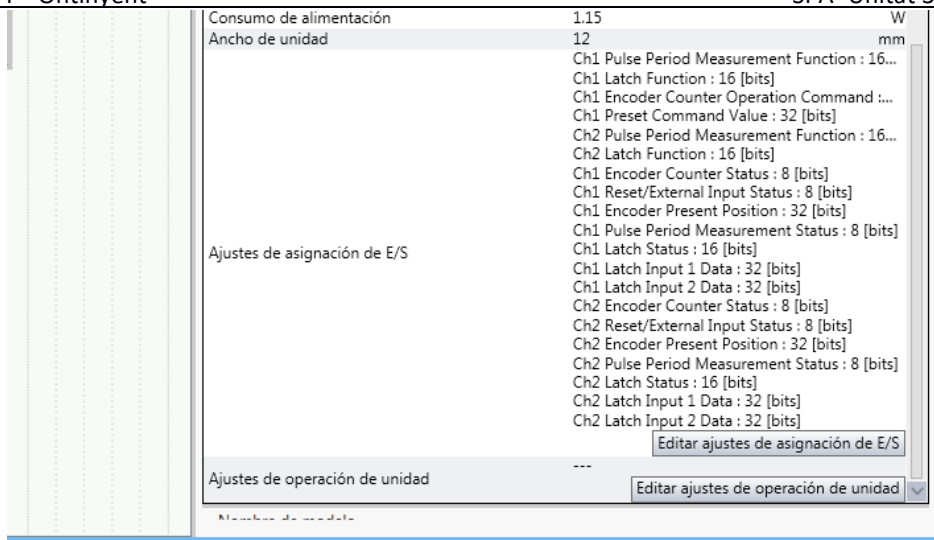 Consumo de alimentación 1.15 W
Ancho de unidad 12 mm
Ch1 Pulse Period Measurement Function : 16...
Ch1 Latch Function : 16 [bits]
Ch1 Encoder Counter Operation Command :...
Ch1 Preset Command Value : 32 [bits]
Ch2 Pulse Period Measurement Function : 16...
Ch2 Latch Function : 16 [bits]
Ch1 Encoder Counter Status : 8 [bits]
Ch1 Reset/External Input Status : 8 [bits]
Ch1 Encoder Present Position : 32 [bits]
Ch1 Pulse Period Measurement Status : 8 [bits]
Ajustes de asignación de E/S Ch1 Latch Status : 16 [bits]
Ch1 Latch Input 1 Data : 32 [bits]
Ch1 Latch Input 2 Data : 32 [bits]
Ch2 Encoder Counter Status : 8 [bits]
Ch2 Reset/External Input Status : 8 [bits]
Ch2 Encoder Present Position : 32 [bits]
Ch2 Pulse Period Measurement Status : 8 [bits]
Ch2 Latch Status : 16 [bits]
Ch2 Latch Input 1 Data : 32 [bits]
Ch2 Latch Input 2 Data : 32 [bits]
Editar ajustes de asignación de E/S
Ajustes de operación de unidad ---
Editar ajustes de operación de unidad